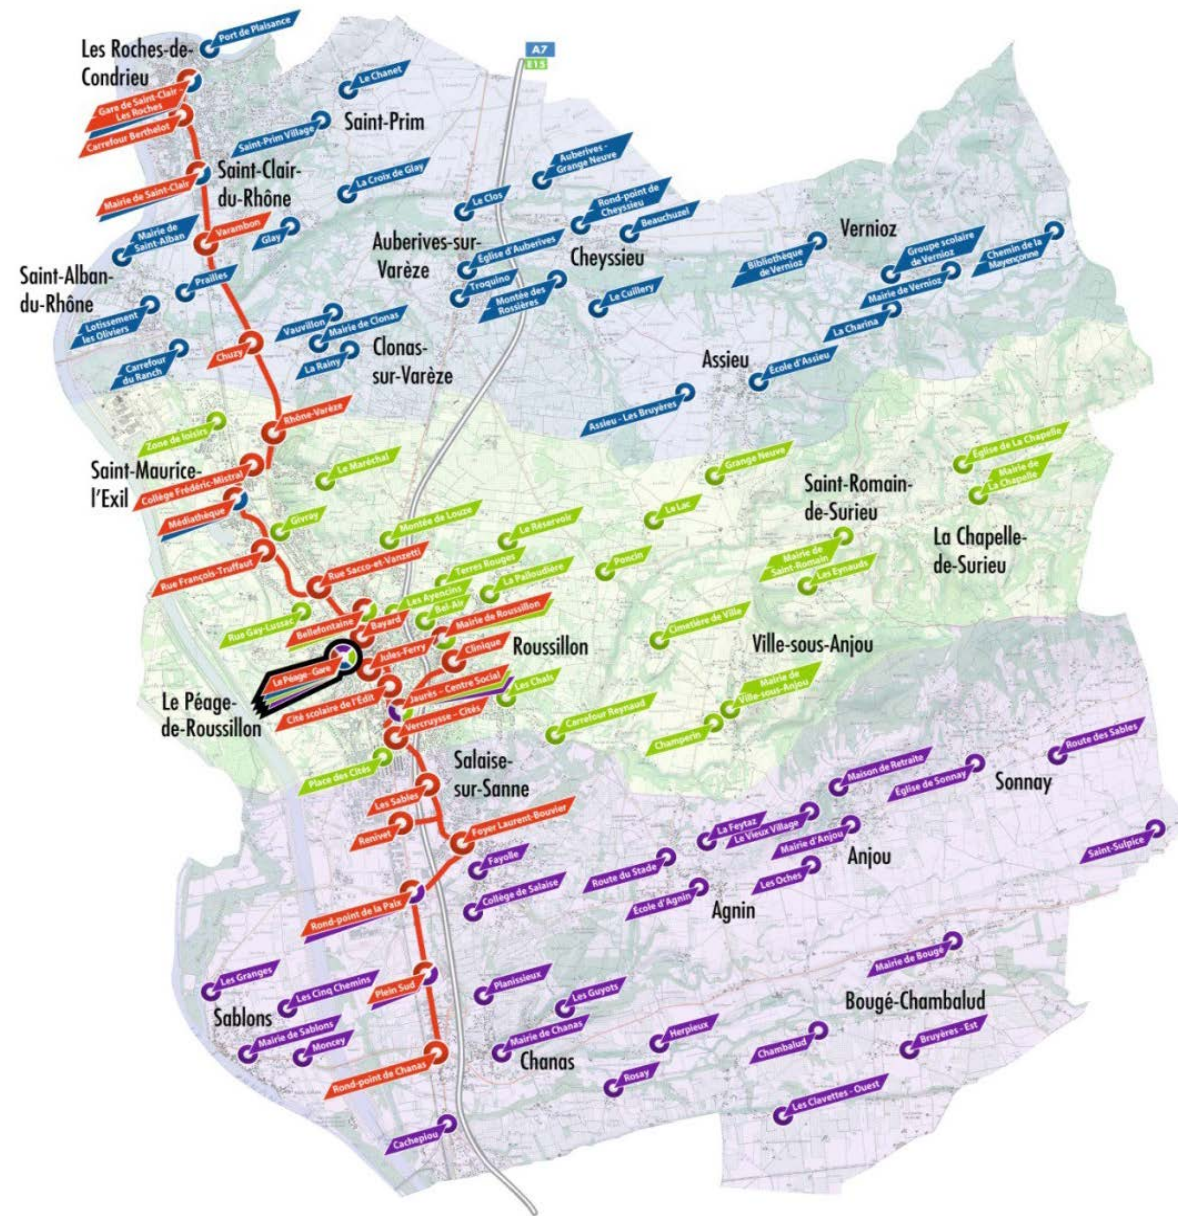 Port de Plaisance
A7
E15
Les Roches-de-
Condrieu
Gare de Saint-Clair -
Les Roches
Le Chanet
Carrefour Berthelot
Saint-Prim Village
Saint-Prim
Auberives -
Grange Neuve
Mairie de Saint-Clair
Saint-Clair-
du-Rhône
La Croix de Glay
Le Clos
Rond-point de
Cheyssieu
Beauchuzel
Vernioz
Mairie de
Saint-Alban
Varambon
Glay
Auberives-sur-
Varèze
Église d'Auberives
Cheyssieu
Bibliothèque
de Vernioz
Groupe scolaire
de Vernioz
Chemin de la
Mayençonne
Saint-Alban-
du-Rhône
Prailles
Troquino
Montée des
Rossières
Le Cuillery
Mairie de Vernioz
Lotissement
les Oliviers
Vauvillon
Mairie de Clonas
La Charina
Carrefour
du Ranch
Chuzy
La Rainy
Clonas-
sur-Varèze
Assieu
École d'Assieu
Assieu - Les Bruyères
Zone de loisirs
Rhône-Varèze
Saint-Maurice-
l'Exil
Collège Frédéric-Mistral
Le Maréchal
Grange Neuve
Église de La Chapelle
Mairie de
La Chapelle
Saint-Romain-
de-Surieu
Médiathèque
Givray
Montée de Louze
Le Réservoir
Le Lac
La Chapelle-
de-Surieu
Rue François-Truffaut
Rue Sacco-et-Vanzetti
Terres Rouges
La Pailloudière
Poncin
Mairie de
Saint-Romain
Les Eynauds
Rue Gay-Lussac
Bellefontaine
Les Ayencins
Bel-Air
Bayard
Mairie de Roussillon
Cimetière de Ville
Ville-sous-Anjou
Le Péage - Gare
Jules-Ferry
Clinique
Roussillon
Le Péage-
de-Roussillon
Cité scolaire de l'Édit
Jaurès - Centre Social
Les Chals
Mairie de
Ville-sous-Anjou
Vercruysse - Cités
Carrefour Reynaud
Champerin
Place des Cités
Salaise-
sur-Sanne
Les Sables
Maison de Retraite
Église de Sonnay
Route des Sables
Sonnay
Renivet
Foyer Laurent-Bouvier
La Feytaz
Le Vieux Village
Mairie d'Anjou
Anjou
Saint-Sulpice
Fayolle
Route du Stade
Les Oches
Rond-point de la Paix
Collège de Salaise
École d'Agnin
Agnin
Les Granges
Les Cinq Chemins
Plein Sud
Planissieux
Les Guyots
Mairie de Bougé
Bougé-Chambalud
Sablons
Mairie de Sablons
Moncey
Rond-point de Chanas
Mairie de Chanas
Chanas
Herpieux
Chambalud
Bruyères - Est
Rosay
Les Clavettes - Ouest
Cachepiou